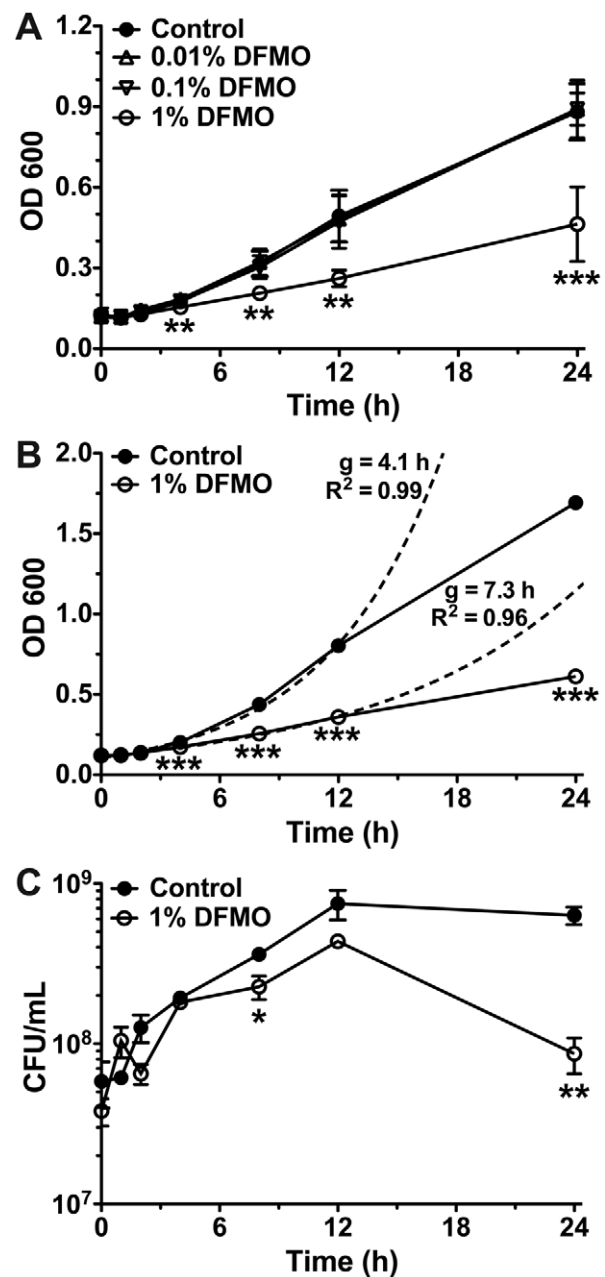 A
Control
0.01% DFMO
0.1% DFMO
1% DFMO
1.2
0.9
0.6
0.3
0.0
OD 600
** ** ** ***
0 6 12 18 24
Time (h)
B
Control
1% DFMO
g = 4.1 h
R² = 0.99
g = 7.3 h
R² = 0.96
2.0
1.5
1.0
0.5
0.0
OD 600
*** *** *** ***
0 6 12 18 24
Time (h)
C
Control
1% DFMO
10⁹
10⁸
10⁷
CFU/mL
* **
0 6 12 18 24
Time (h)